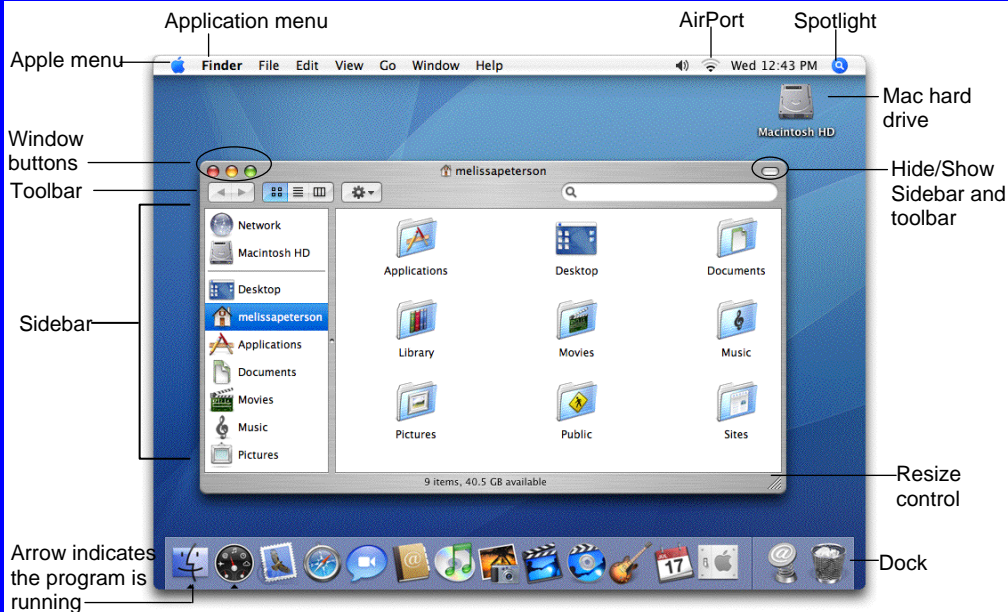 Application menu
AirPort
Spotlight
Apple menu
Finder File Edit View Go Window Help
Wed 12:43 PM
Mac hard
drive
Macintosh HD
Window
buttons
melissapeterson
Hide/Show
Sidebar and
toolbar
Toolbar
Sidebar
Network
Macintosh HD
Desktop
melissapeterson
Applications
Documents
Movies
Music
Pictures
Applications
Desktop
Documents
Library
Movies
Music
Pictures
Public
Sites
9 items, 40.5 GB available
Resize
control
Arrow indicates
the program is
running
@
17
@
Dock